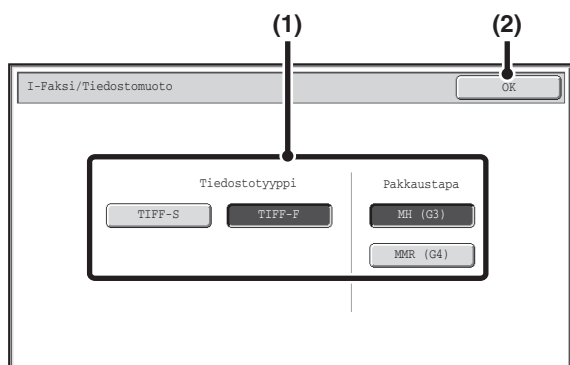 (1) (2)
I-Faksi/Tiedostomuoto OK
Tiedostotyyppi Pakkaustapa
TIFF-S TIFF-F MH (G3)
MMR (G4)